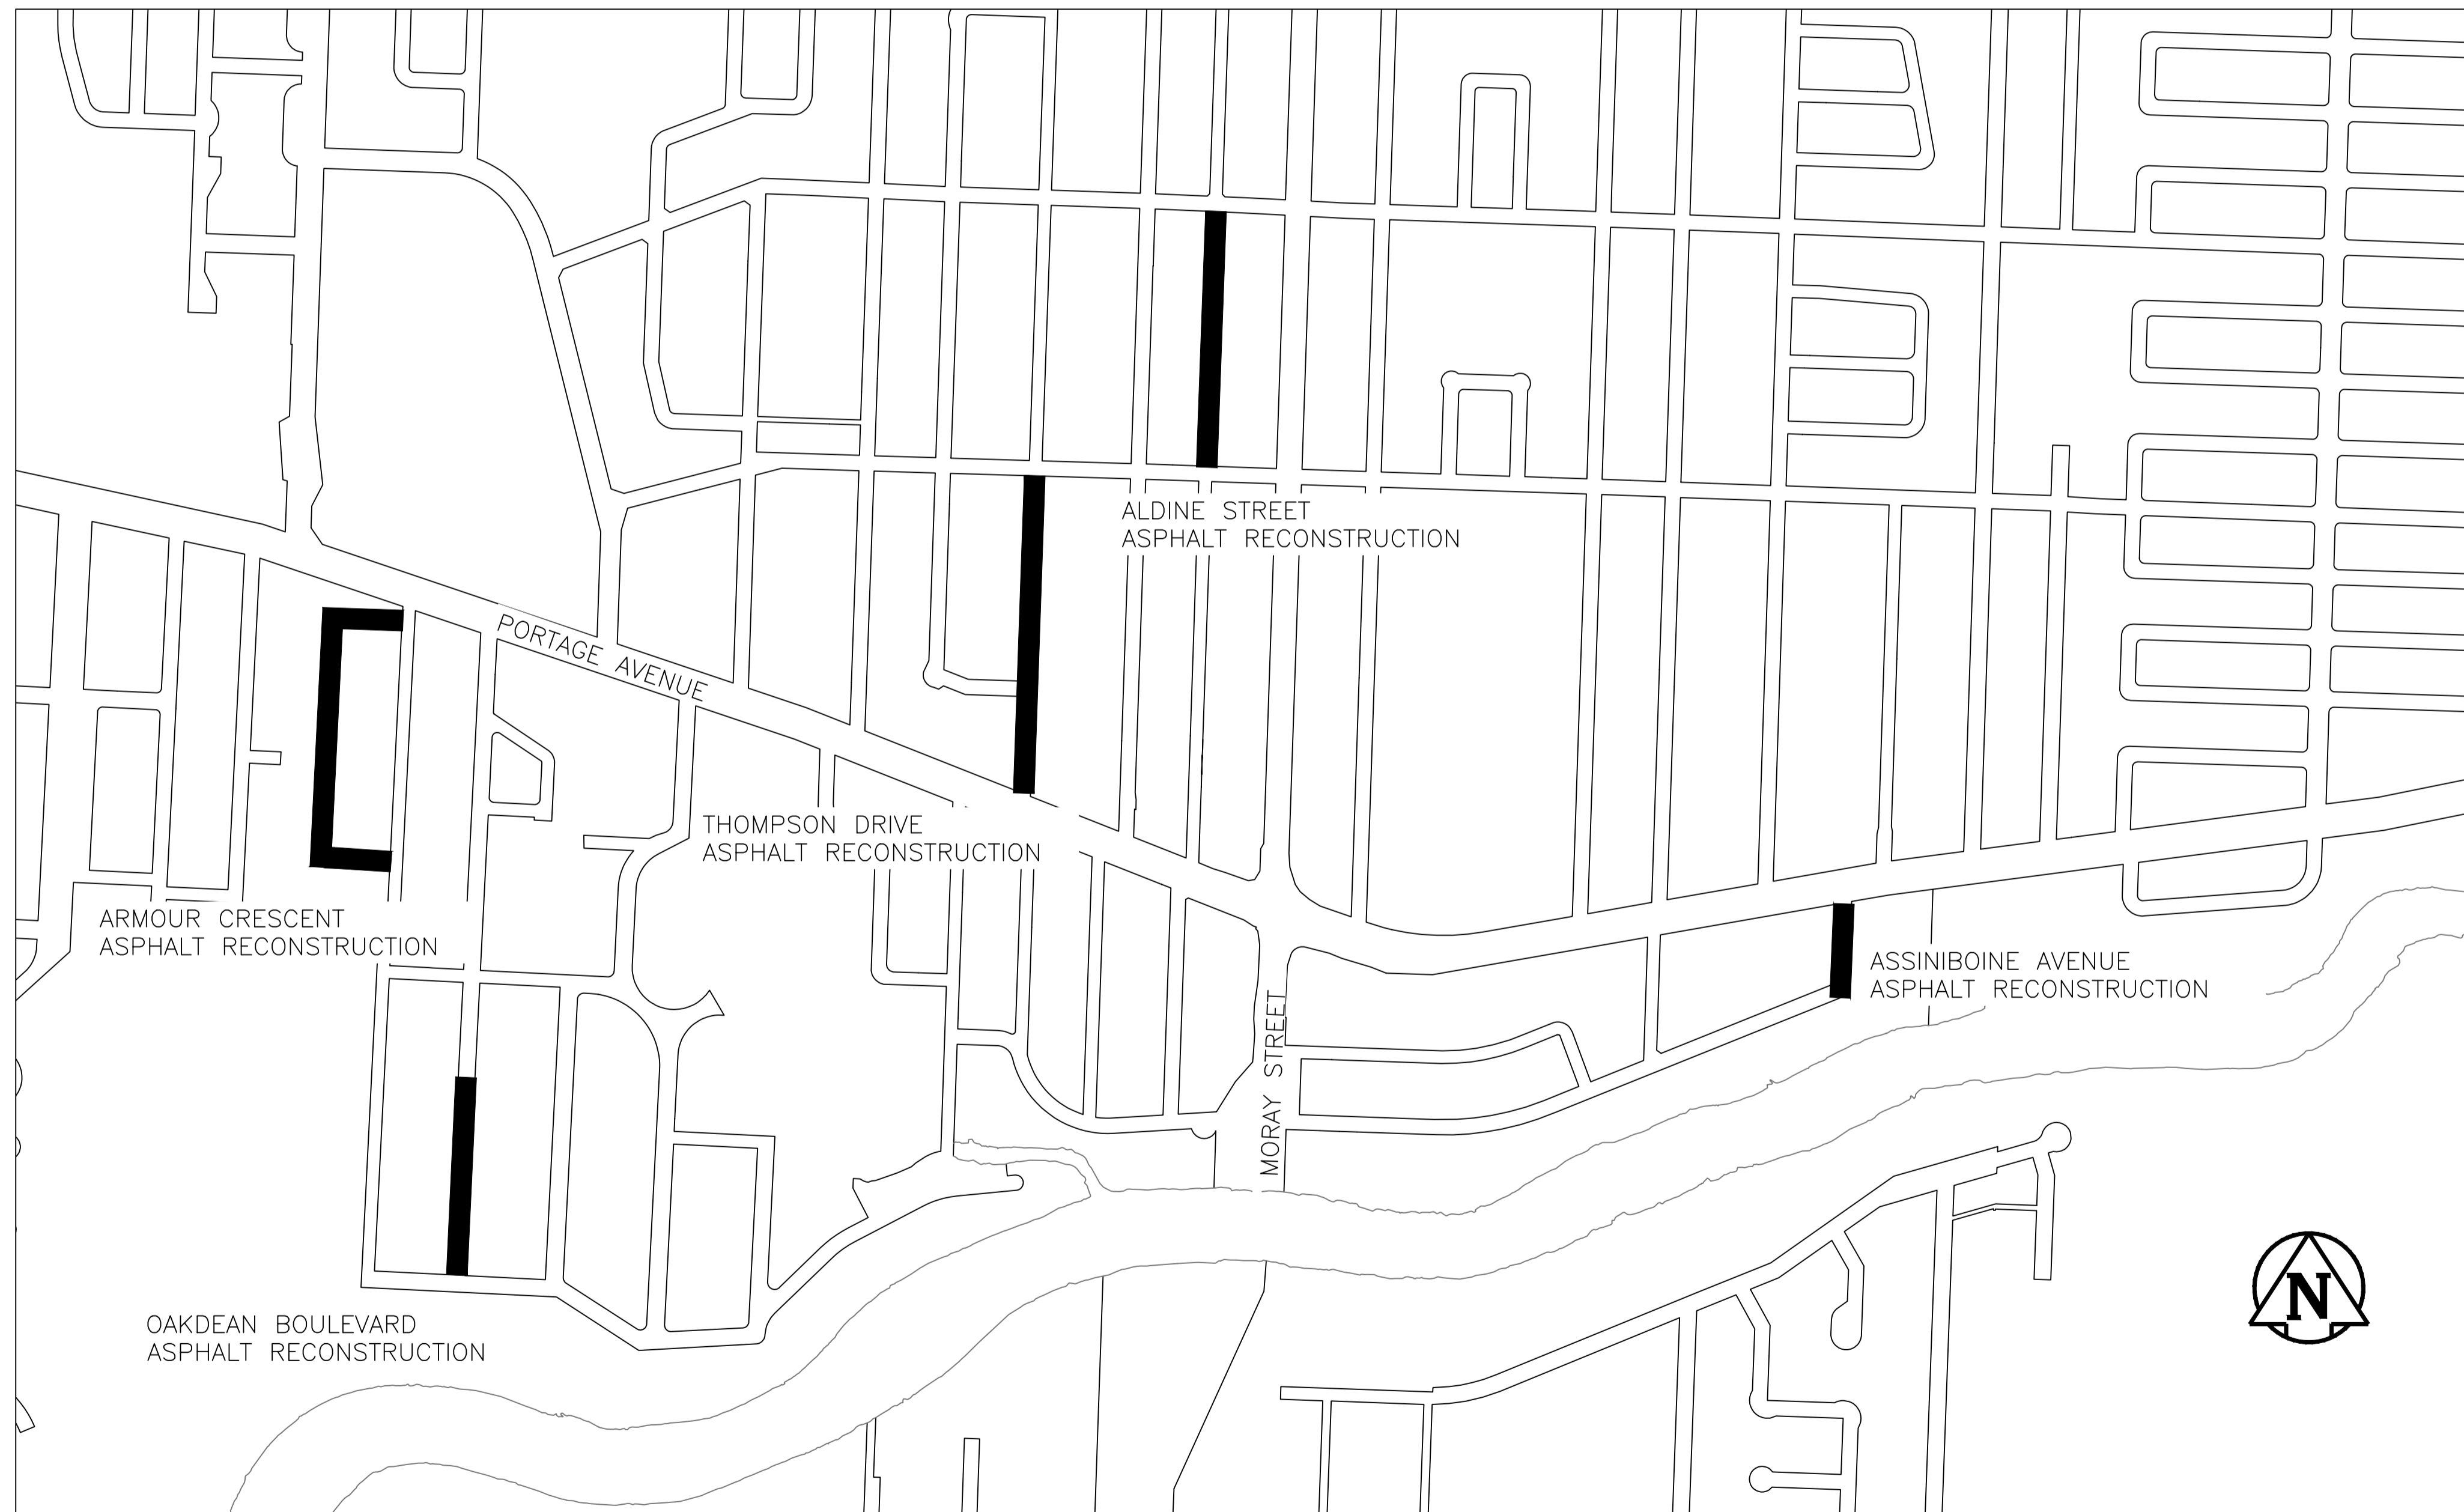 ALDINE STREET
ASPHALT RECONSTRUCTION
PORTAGE AVENUE
THOMPSON DRIVE
ASPHALT RECONSTRUCTION
ARMOUR CRESCENT
ASPHALT RECONSTRUCTION
ASSINIBOINE AVENUE
ASPHALT RECONSTRUCTION
MORAY STREET
OAKDEAN BOULEVARD
ASPHALT RECONSTRUCTION
N